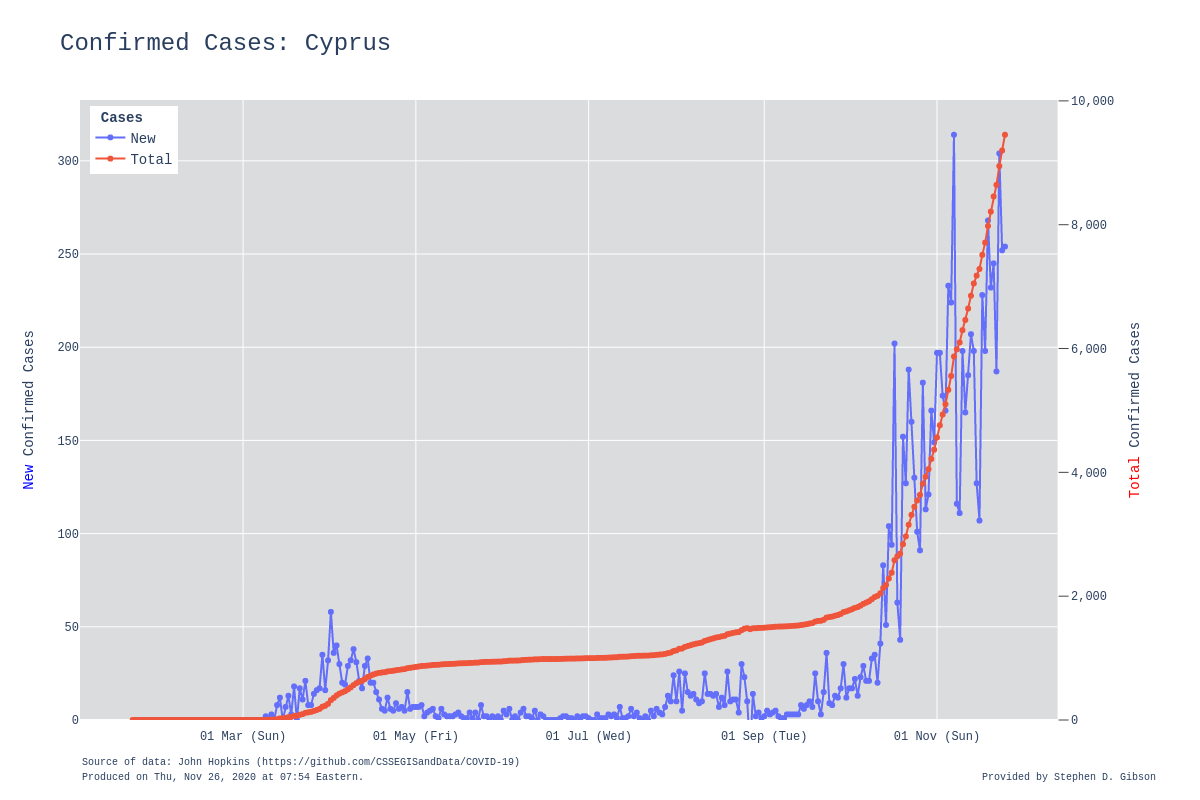 Confirmed Cases: Cyprus
Cases
New
Total
300
250
200
150
100
50
0
10,000
8,000
6,000
4,000
2,000
0
New Confirmed Cases
Total Confirmed Cases
01 Mar (Sun)
01 May (Fri)
01 Jul (Wed)
01 Sep (Tue)
01 Nov (Sun)
Source of data: John Hopkins (https://github.com/CSSEGISandData/COVID-19)
Produced on Thu, Nov 26, 2020 at 07:54 Eastern.
Provided by Stephen D. Gibson